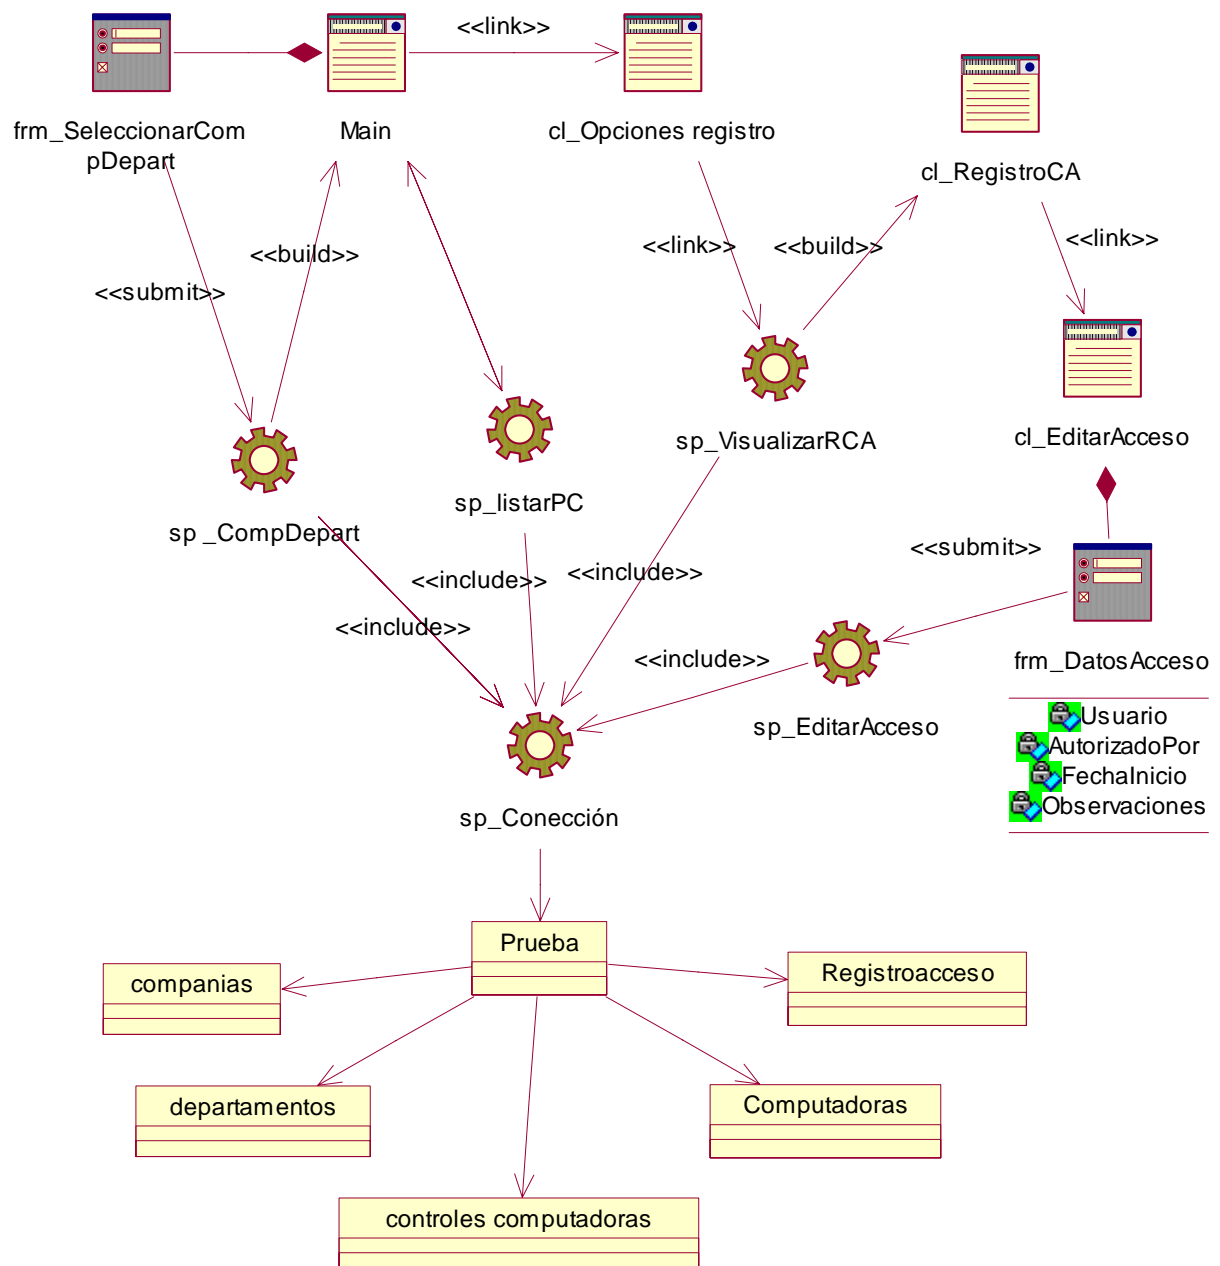 <<link>>
frm_SeleccionarCom
pDepart
Main
cl_Opciones registro
cl_RegistroCA
<<link>>
<<build>>
<<link>>
<<build>>
<<submit>>
cl_EditarAcceso
sp_VisualizarRCA
sp_listarPC
sp _CompDepart
<<submit>>
<<include>>
<<include>>
<<include>>
<<include>>
frm_DatosAcceso
sp_EditarAcceso
Usuario
AutorizadoPor
FechaInicio
Observaciones
sp_Conección
Prueba
Registroacceso
companias
departamentos
Computadoras
controles computadoras